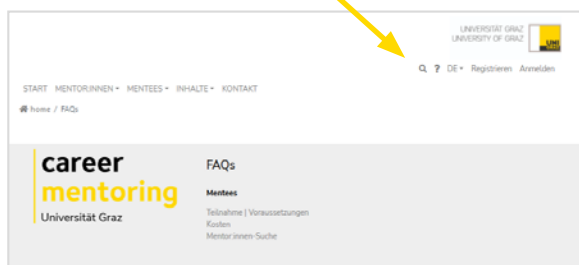 UNIVERSITÄT GRAZ
UNIVERSITY OF GRAZ
UNI
? DE Registrieren Anmelden
START MENTOR:INNEN MENTEES INHALTE KONTAKT
home / FAQs
career
mentoring
Universität Graz
FAQs
Mentees
Teilnahme | Voraussetzungen
Kosten
Mentor:innen-Suche